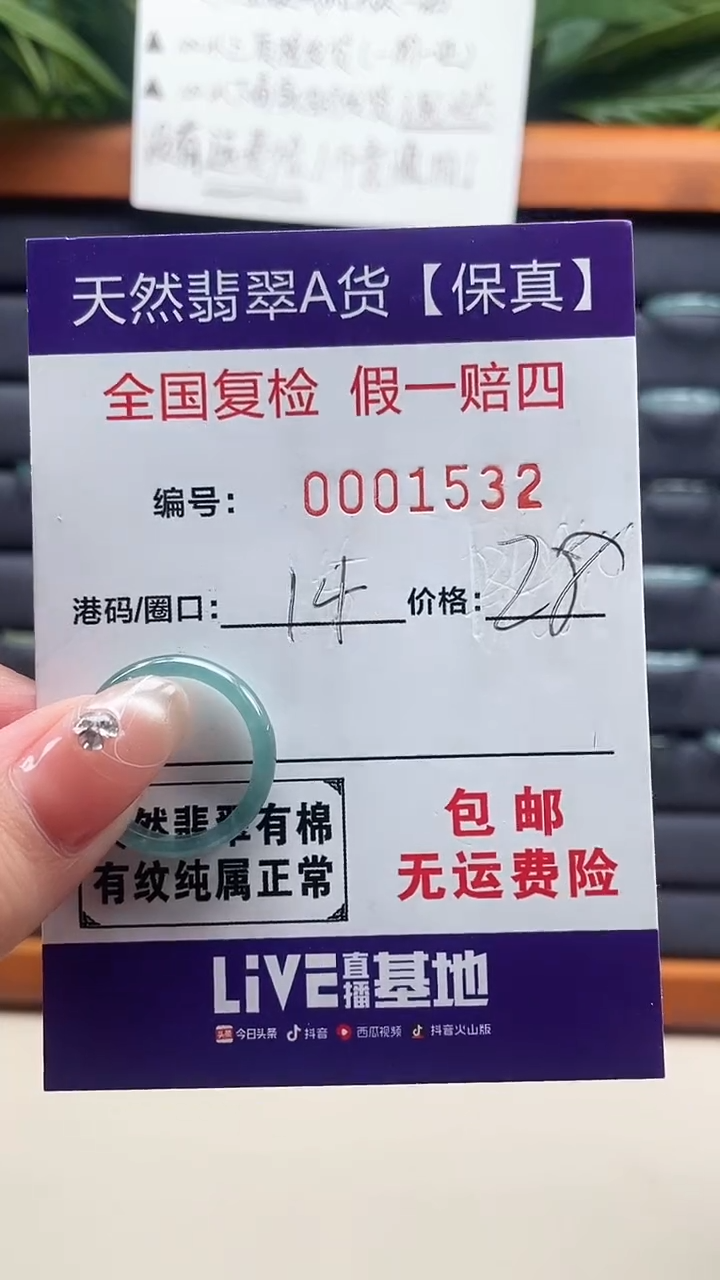 天然翡翠A货【保真】
全国复检 假一赔四
编号: 0001532
港码/圈口: 14 价格: 28
然翡翠有棉
有纹纯属正常
包邮
无运费险
LIVE直播基地
头条 今日头条 抖音 西瓜视频 抖音火山版